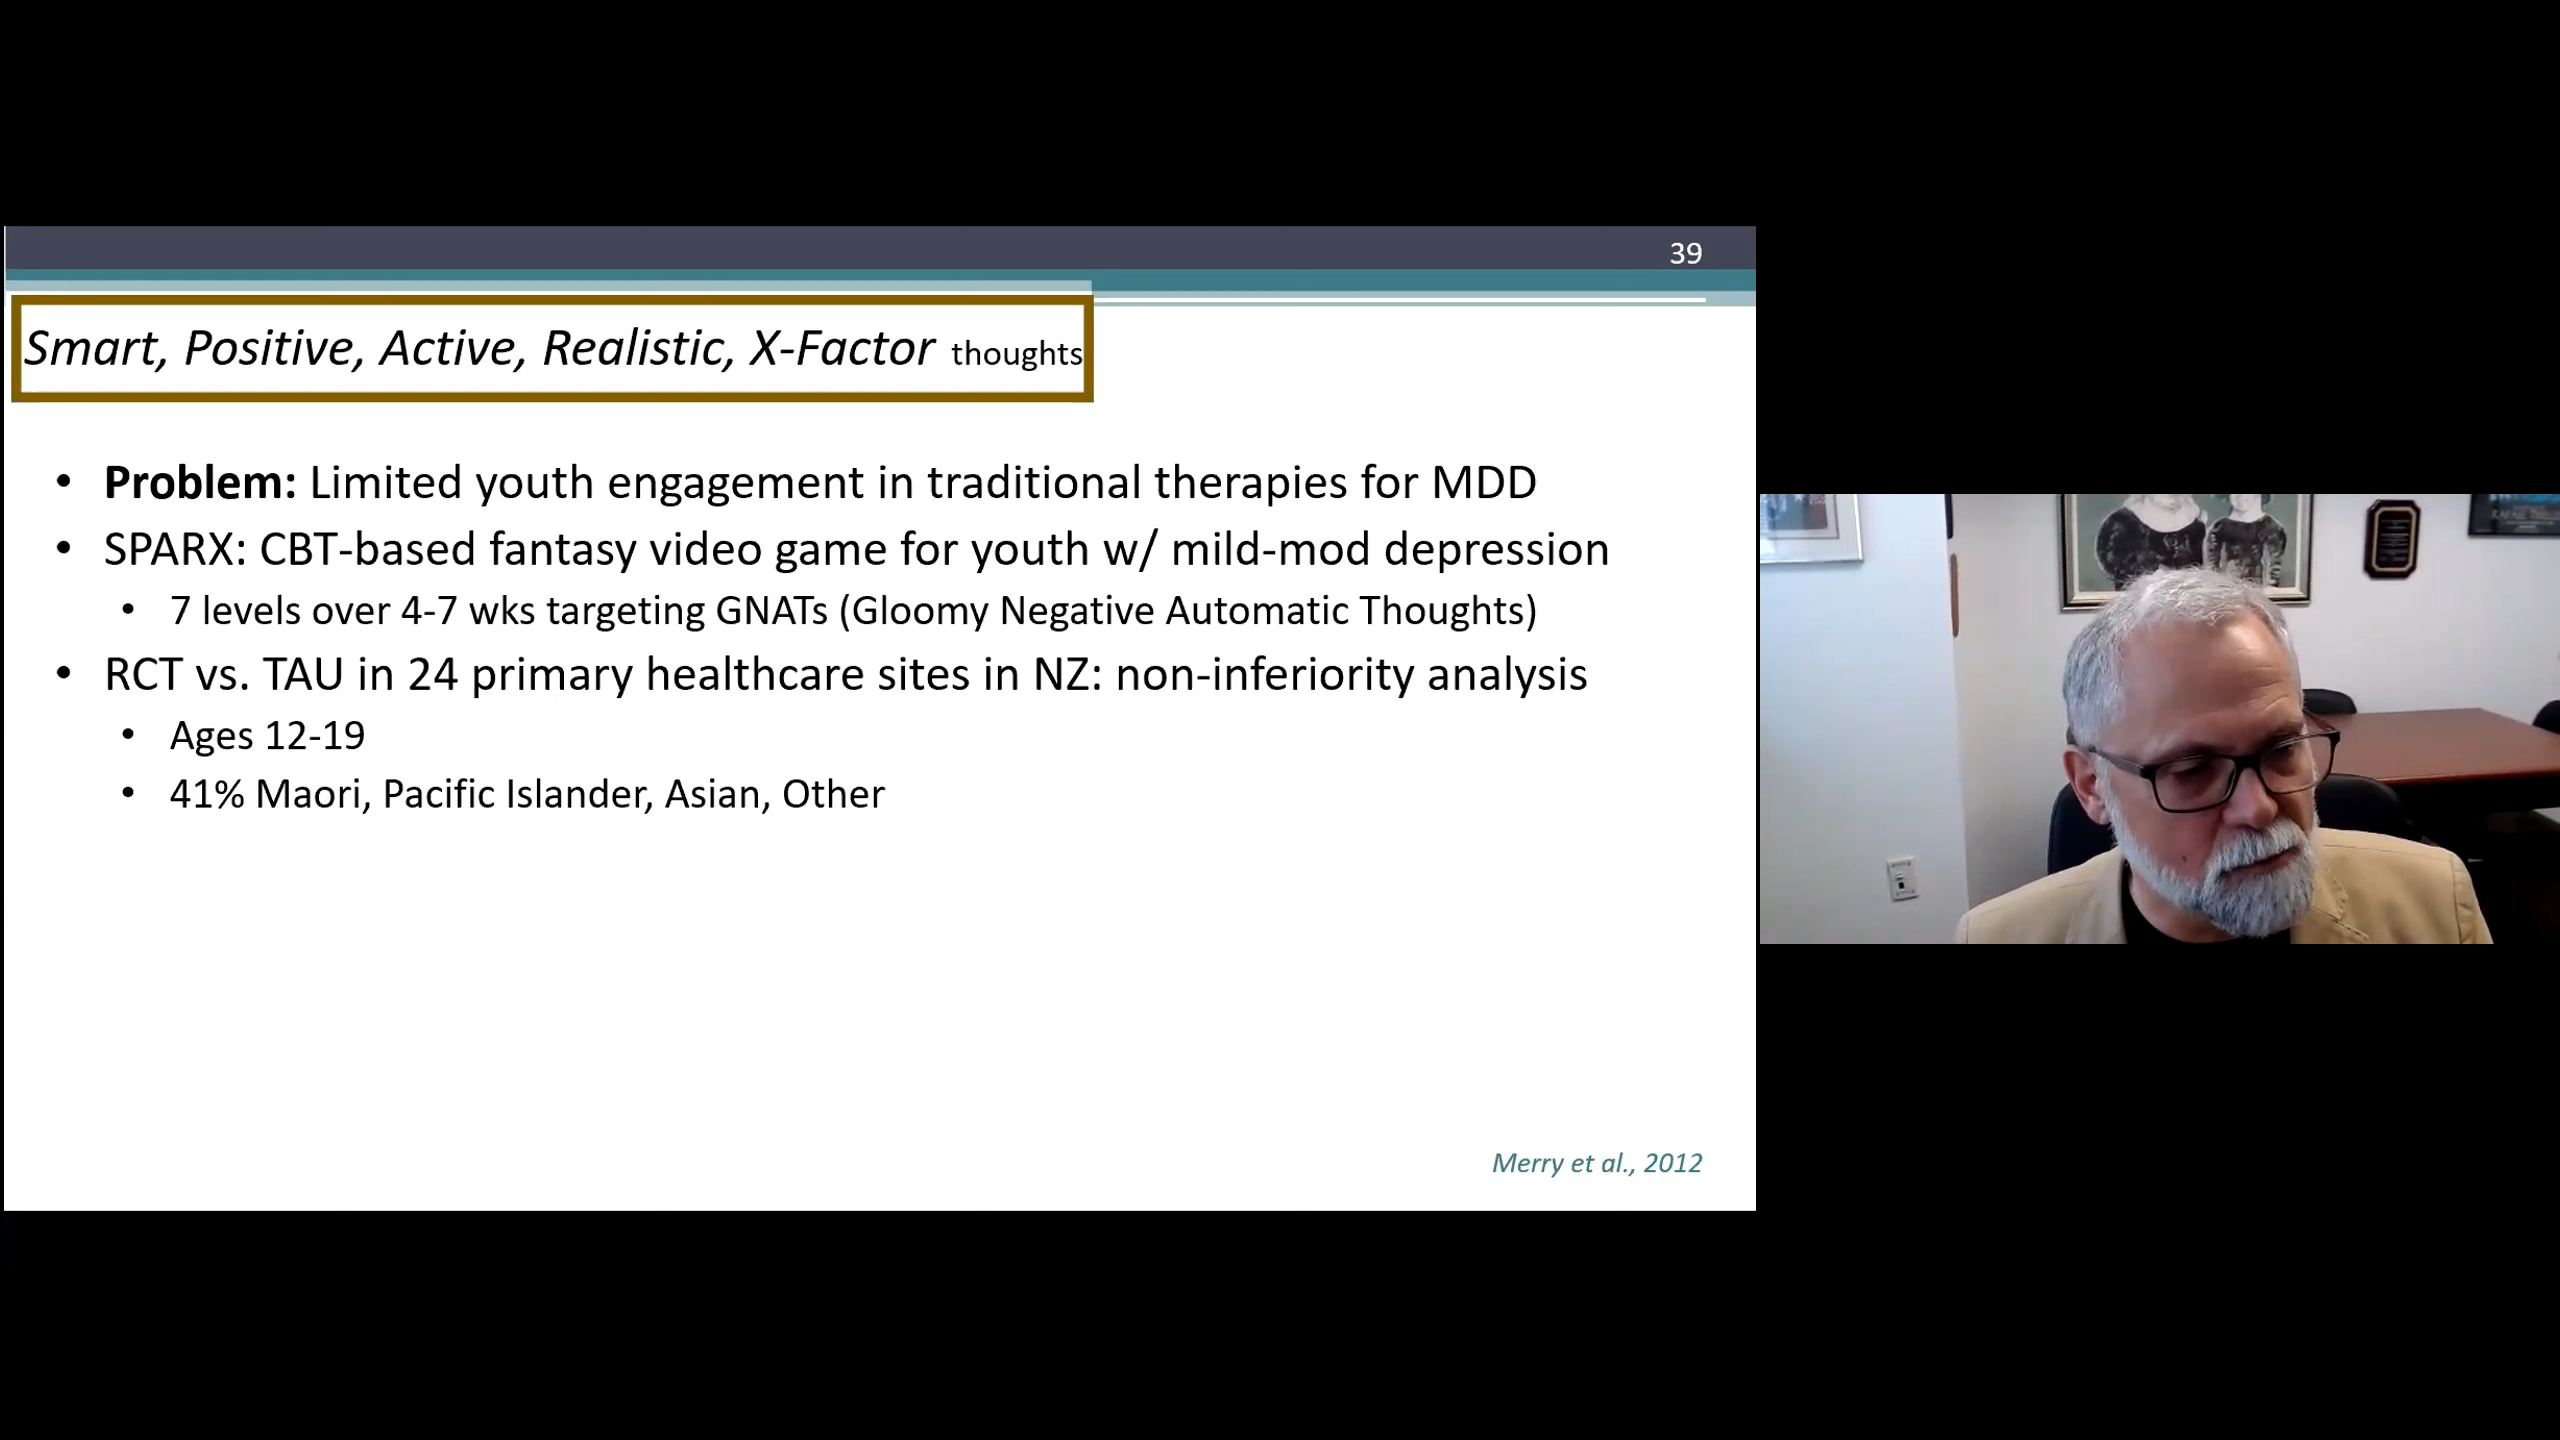 39
Smart, Positive, Active, Realistic, X-Factor thoughts
• Problem: Limited youth engagement in traditional therapies for MDD
• SPARX: CBT-based fantasy video game for youth w/ mild-mod depression
• 7 levels over 4-7 wks targeting GNATs (Gloomy Negative Automatic Thoughts)
• RCT vs. TAU in 24 primary healthcare sites in NZ: non-inferiority analysis
• Ages 12-19
• 41% Maori, Pacific Islander, Asian, Other
Merry et al., 2012